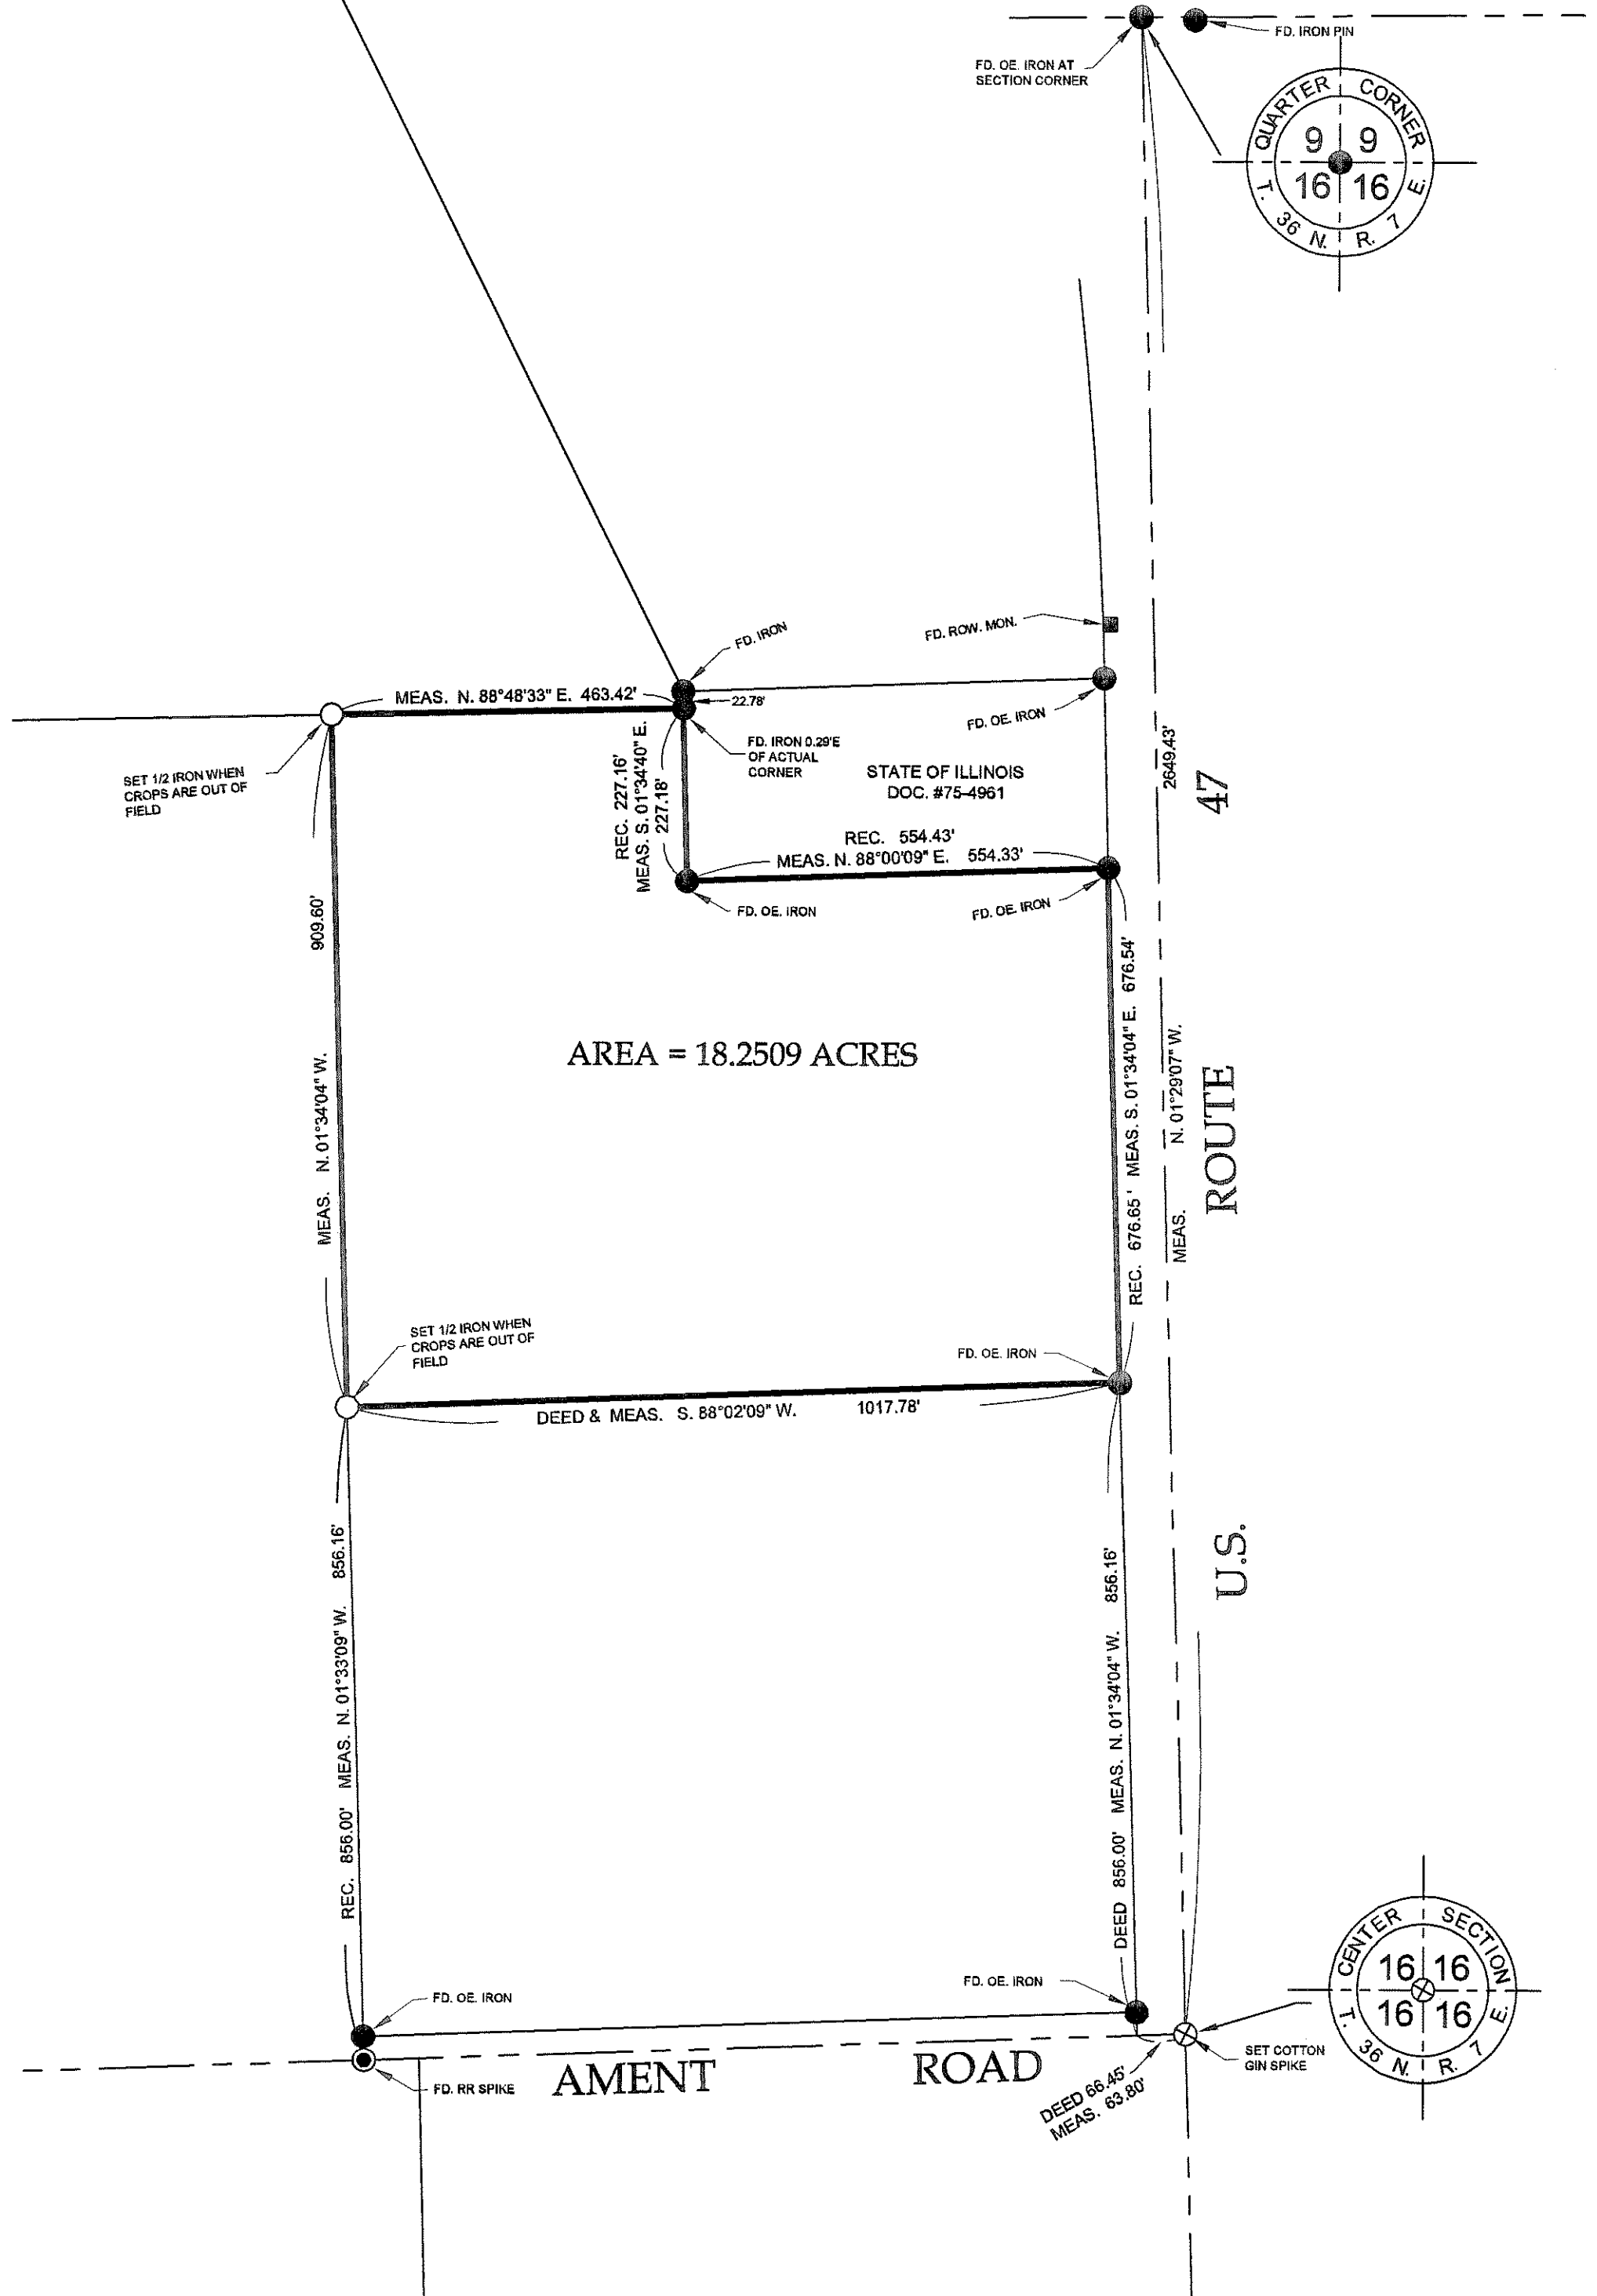 FD. IRON PIN
FD. OE. IRON AT
SECTION CORNER
QUARTER CORNER
9 9
16 16
T. 36 N. R. 7 E.
FD. IRON
FD. ROW. MON.
MEAS. N. 88°48'33" E. 463.42'
22.78'
FD. OE. IRON
SET 1/2 IRON WHEN
CROPS ARE OUT OF
FIELD
FD. IRON 0.29'E
OF ACTUAL
CORNER
REC. 227.16'
MEAS. S. 01°34'40" E.
227.18'
STATE OF ILLINOIS
DOC. #75-4961
REC. 554.43'
MEAS. N. 88°00'09" E. 554.33'
FD. OE. IRON
FD. OE. IRON
MEAS. N. 01°34'04" W. 909.60'
AREA = 18.2509 ACRES
REC. 676.65' MEAS. S. 01°34'04" E. 676.54'
MEAS. N. 01°29'07" W. 2649.43'
U.S. ROUTE 47
SET 1/2 IRON WHEN
CROPS ARE OUT OF
FIELD
FD. OE. IRON
DEED & MEAS. S. 88°02'09" W. 1017.78'
REC. 856.00' MEAS. N. 01°33'09" W. 856.16'
DEED 856.00' MEAS. N. 01°34'04" W. 856.16'
FD. OE. IRON
FD. OE. IRON
CENTER SECTION
16 16
16 16
T. 36 N. R. 7 E.
SET COTTON
GIN SPIKE
FD. RR SPIKE
AMENT ROAD
DEED 66.45'
MEAS. 63.80'